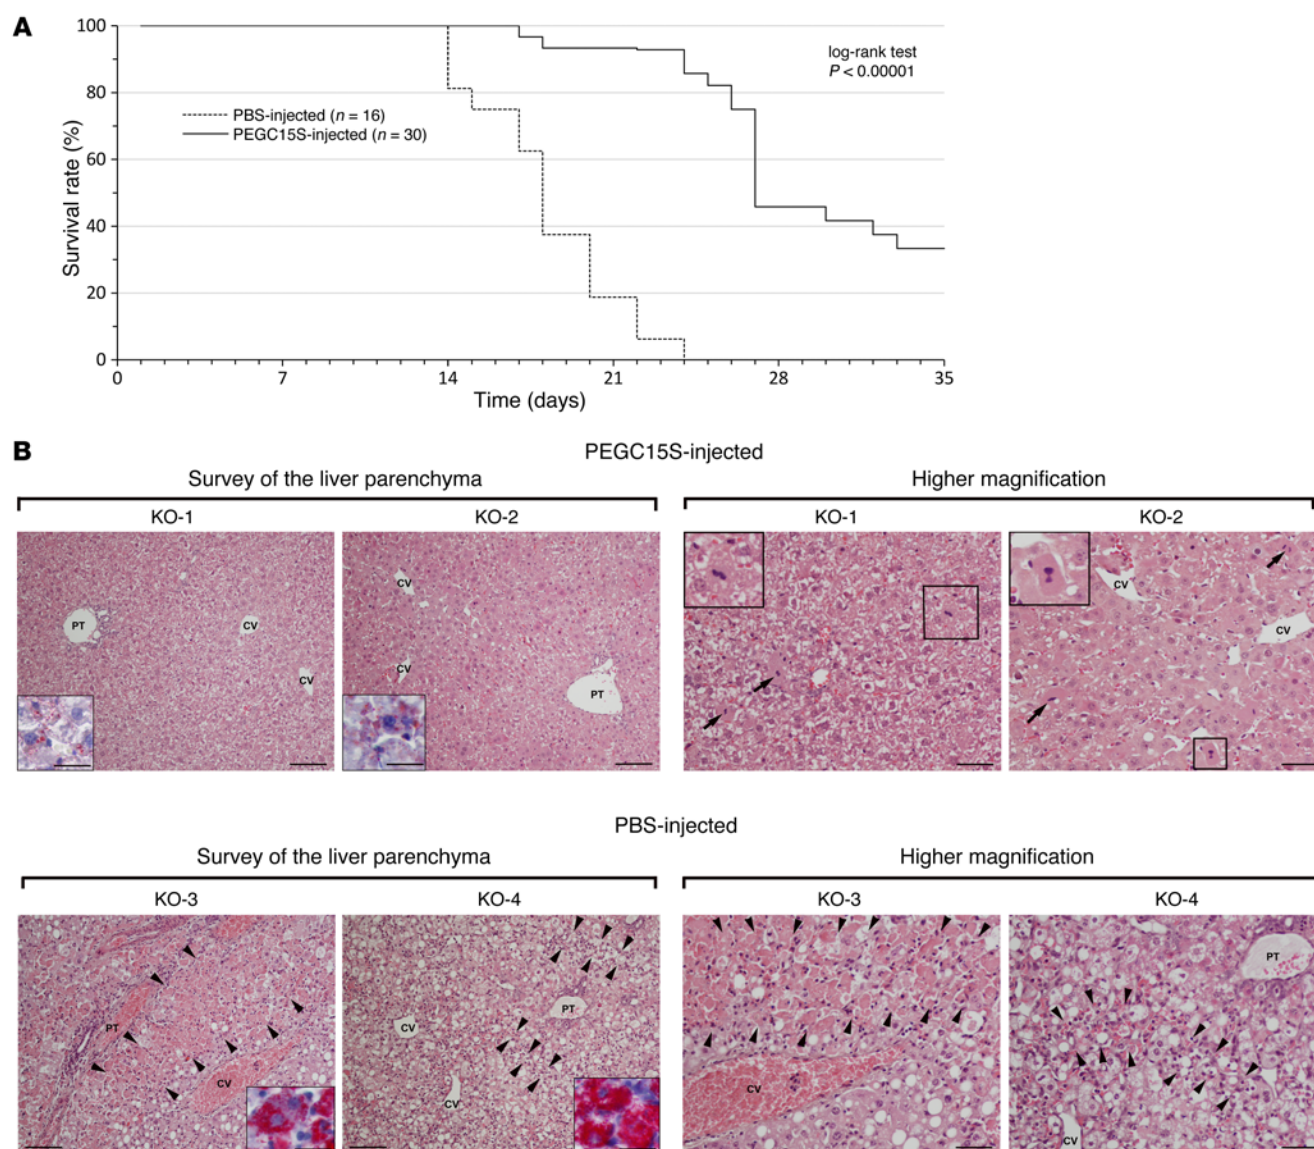 A
100
80
60
40
20
0
Survival rate (%)
PBS-injected (n = 16)
PEGC15S-injected (n = 30)
log-rank test
P < 0.00001
0 7 14 21 28 35
Time (days)
B
PEGC15S-injected
Survey of the liver parenchyma Higher magnification
KO-1 KO-2 KO-1 KO-2
PT CV CV
CV CV PT
CV CV
PBS-injected
Survey of the liver parenchyma Higher magnification
KO-3 KO-4 KO-3 KO-4
PT CV
CV PT CV
CV
PT CV